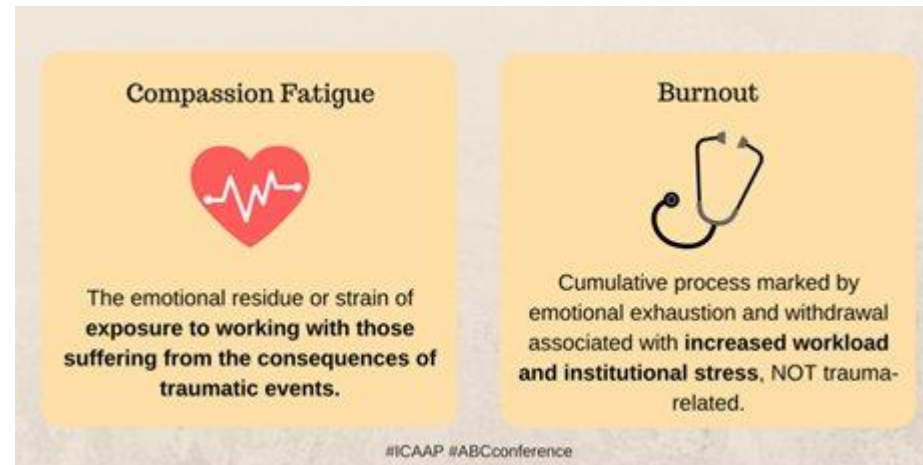 Compassion Fatigue
The emotional residue or strain of
exposure to working with those
suffering from the consequences of
traumatic events.
Burnout
Cumulative process marked by
emotional exhaustion and withdrawal
associated with increased workload
and institutional stress, NOT trauma-
related.
#ICAAP #ABCconference